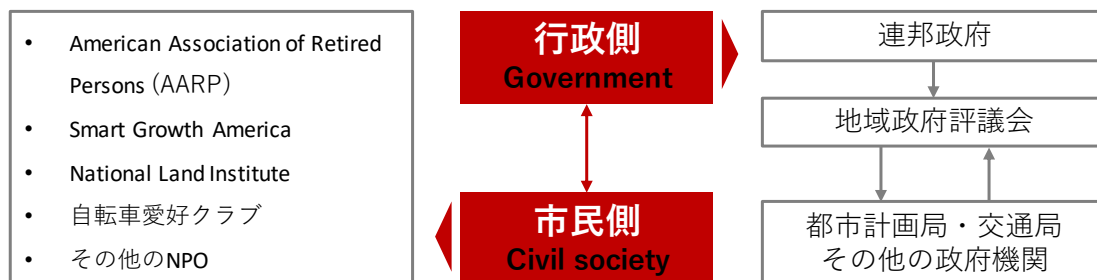 • American Association of Retired
Persons (AARP)
• Smart Growth America
• National Land Institute
• 自転車愛好クラブ
• その他のNPO
行政側
Government
市民側
Civil society
連邦政府
地域政府評議会
都市計画局・交通局
その他の政府機関